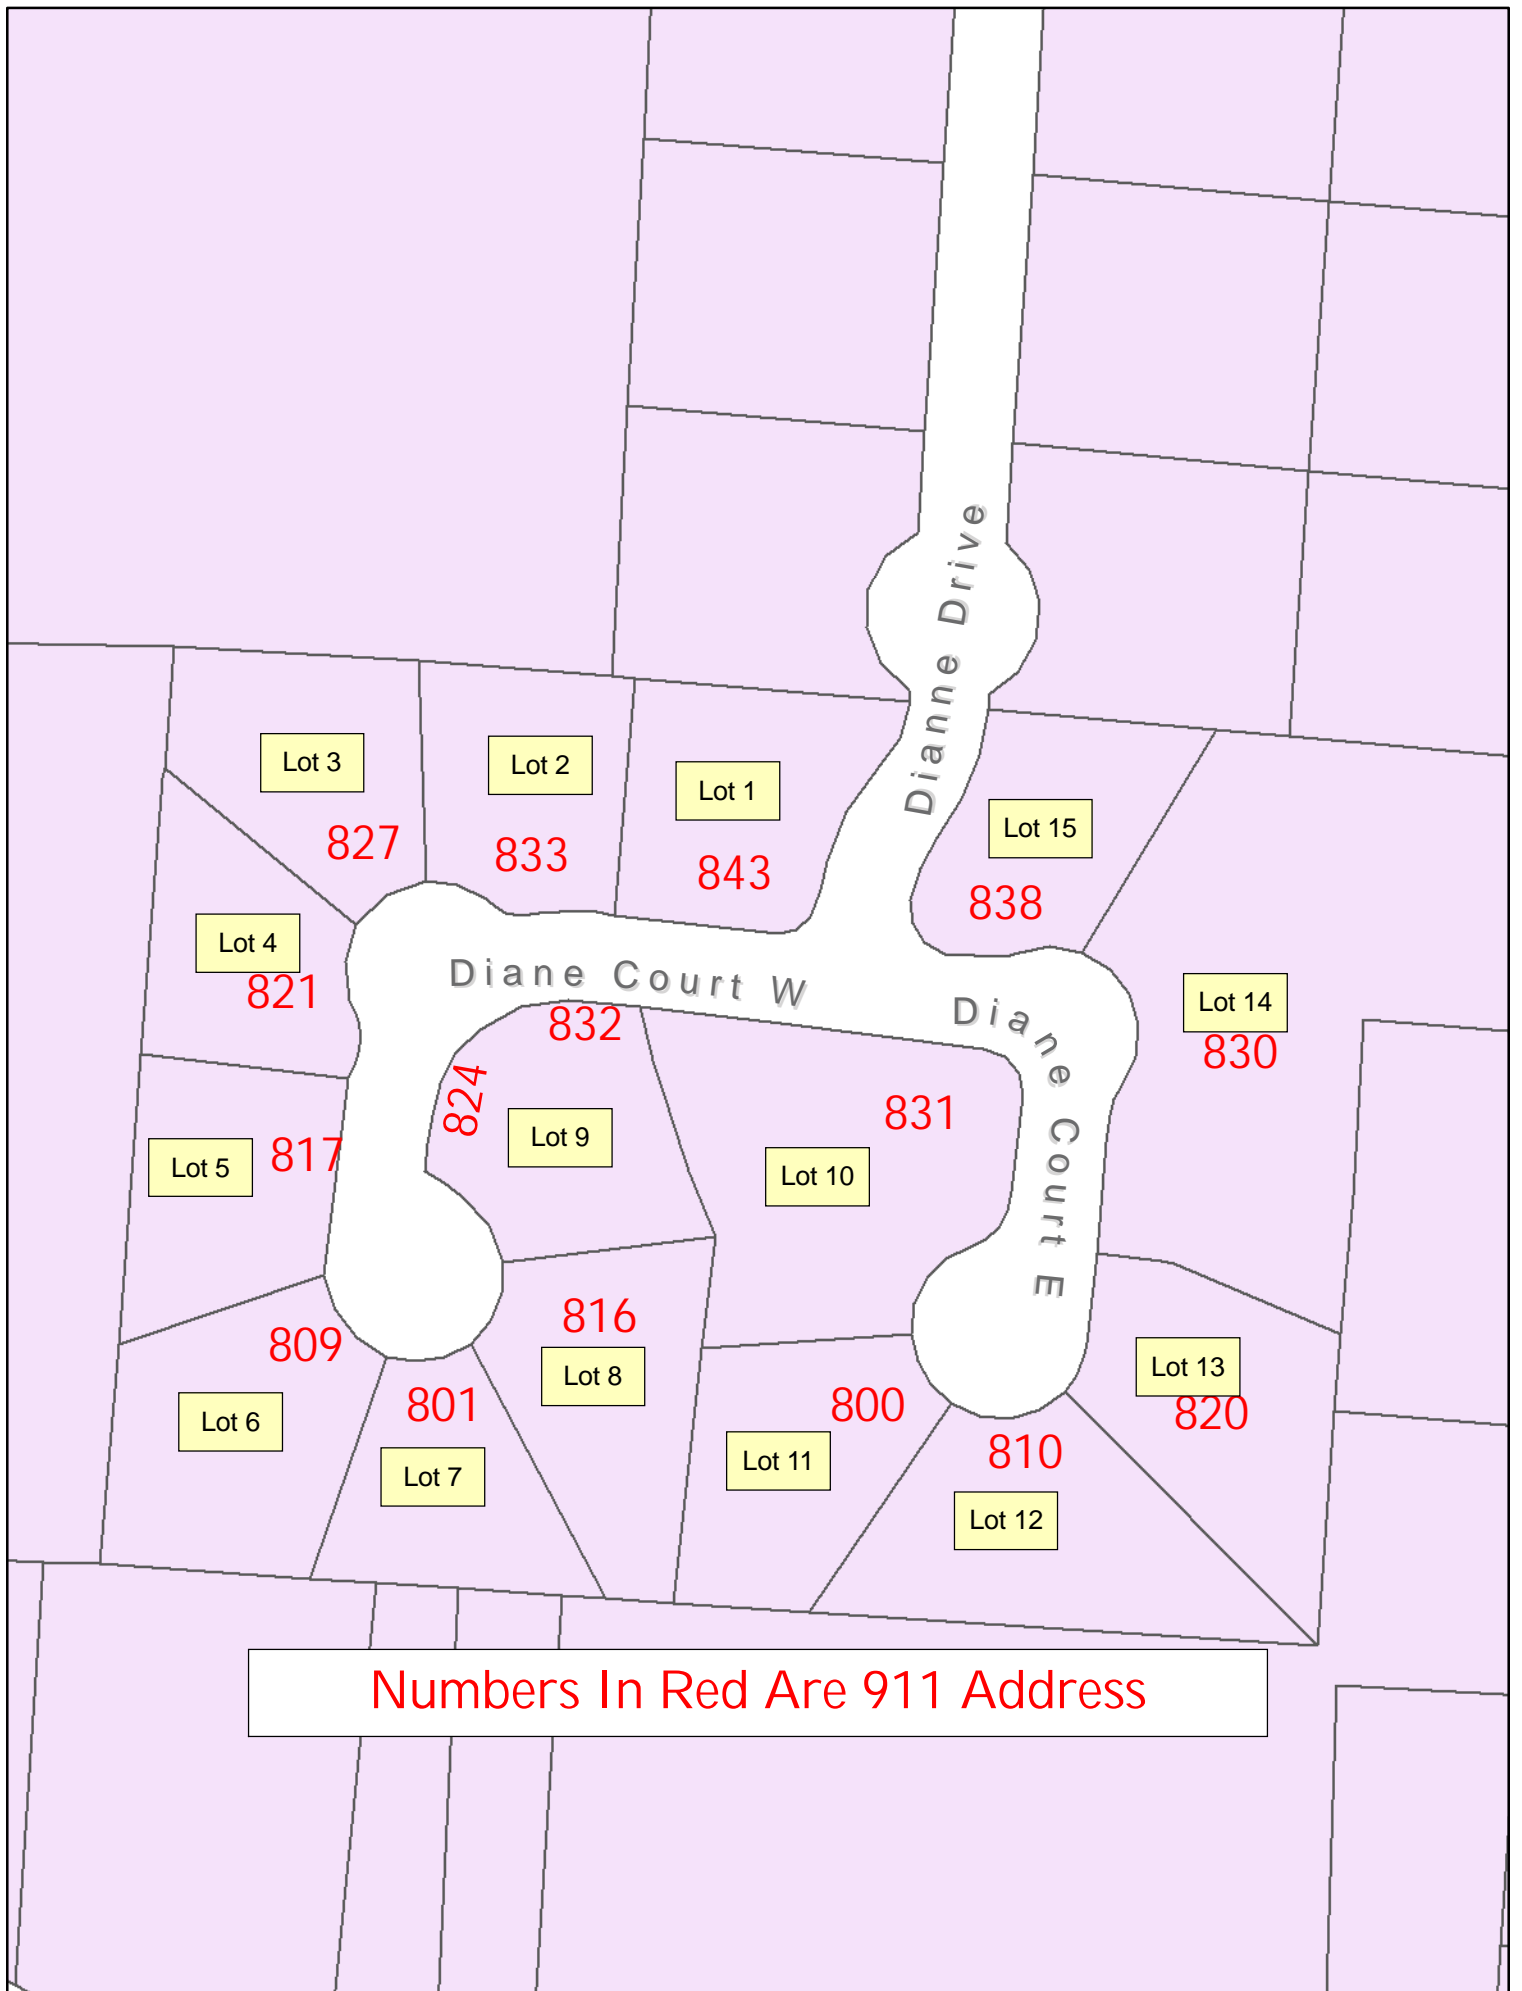 Dianne Drive
Lot 3
Lot 2
Lot 1
Lot 15
827
833
843
838
Lot 4
821
Diane Court W
Diane Court E
Lot 14
830
832
824
831
Lot 9
Lot 5
817
Lot 10
816
809
Lot 8
Lot 13
801
800
820
Lot 6
810
Lot 11
Lot 7
Lot 12
Numbers In Red Are 911 Address